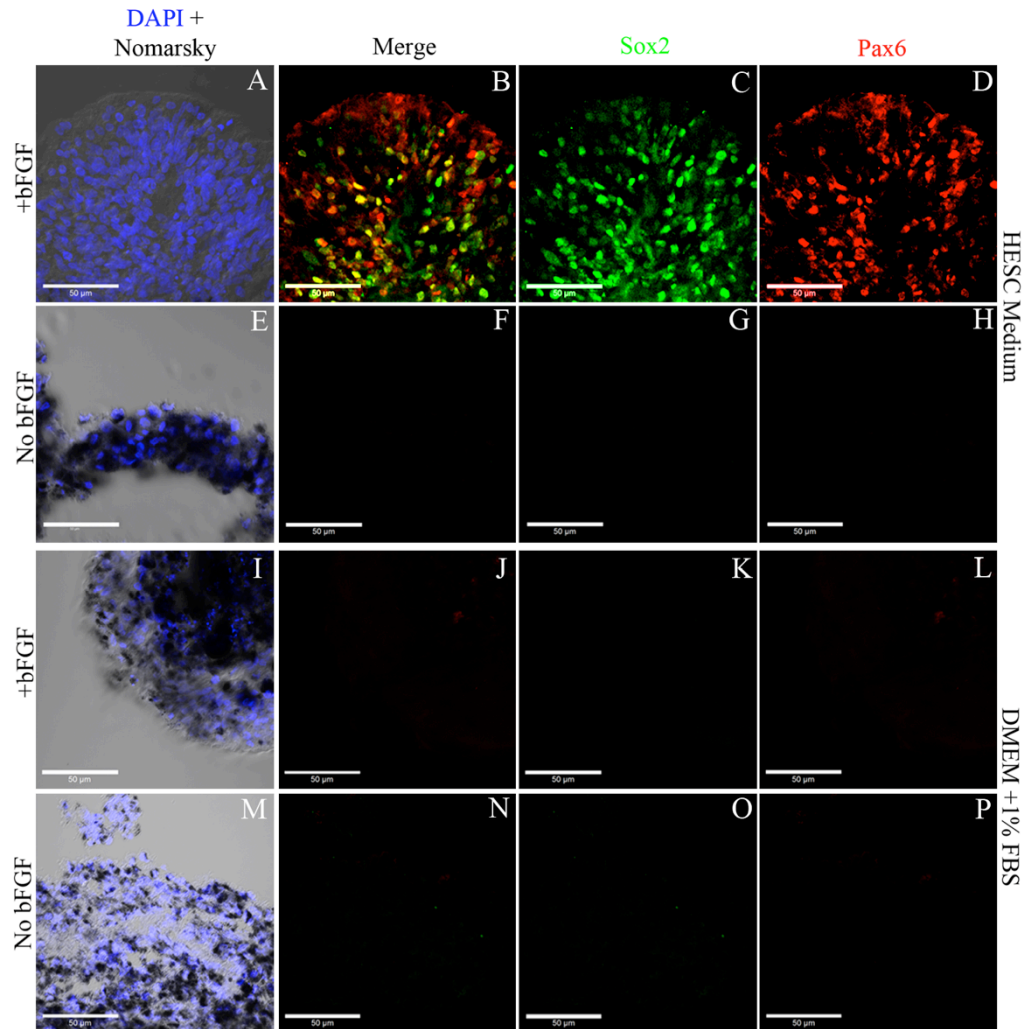 DAPI +
Nomarsky
Merge
Sox2
Pax6
+bFGF
A
B
C
D
50 µm
50 µm
50 µm
50 µm
HESC Medium
No bFGF
E
F
G
H
50 µm
50 µm
50 µm
+bFGF
I
J
K
L
50 µm
50 µm
50 µm
50 µm
DMEM +1% FBS
No bFGF
M
N
O
P
50 µm
50 µm
50 µm
50 µm